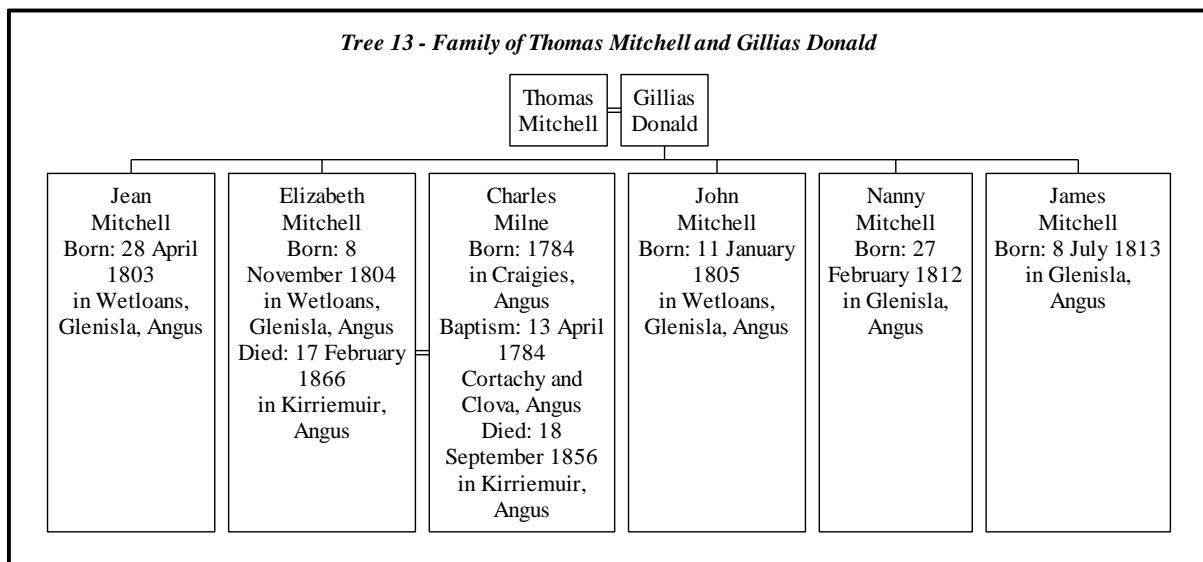 Tree 13 - Family of Thomas Mitchell and Gillias Donald
Thomas
Mitchell
Gillias
Donald
Jean
Mitchell
Born: 28 April
1803
in Wetloans,
Glenisla, Angus
Elizabeth
Mitchell
Born: 8
November 1804
in Wetloans,
Glenisla, Angus
Died: 17 February
1866
in Kirriemuir,
Angus
Charles
Milne
Born: 1784
in Craigies,
Angus
Baptism: 13 April
1784
Cortachy and
Clova, Angus
Died: 18
September 1856
in Kirriemuir,
Angus
John
Mitchell
Born: 11 January
1805
in Wetloans,
Glenisla, Angus
Nanny
Mitchell
Born: 27
February 1812
in Glenisla,
Angus
James
Mitchell
Born: 8 July 1813
in Glenisla,
Angus